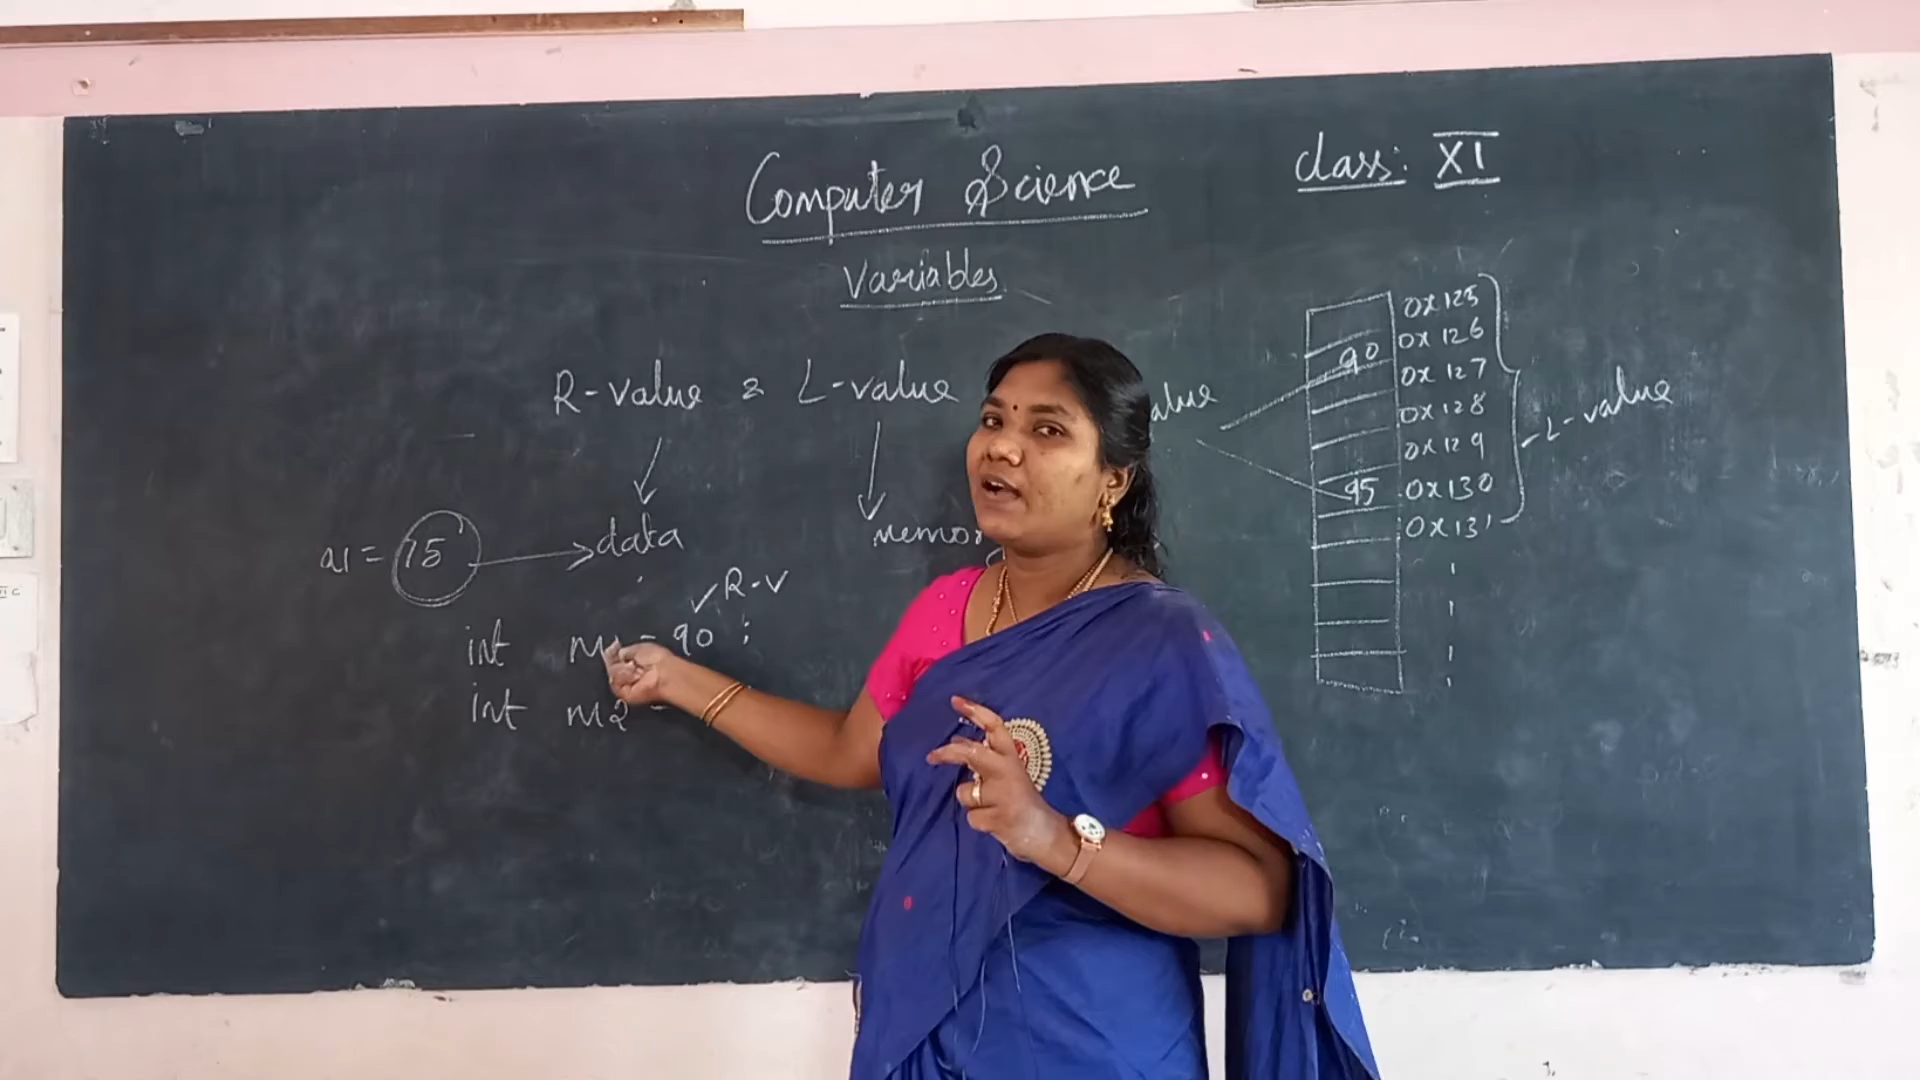 Computer Science
Class: XI
Variables
R-value & L-value
data
a1 = 15
R-v
int = 90 ;
int m2 =
90
95
0x125
0x126
0x127
0x128
0x129
0x130
0x131
L-value